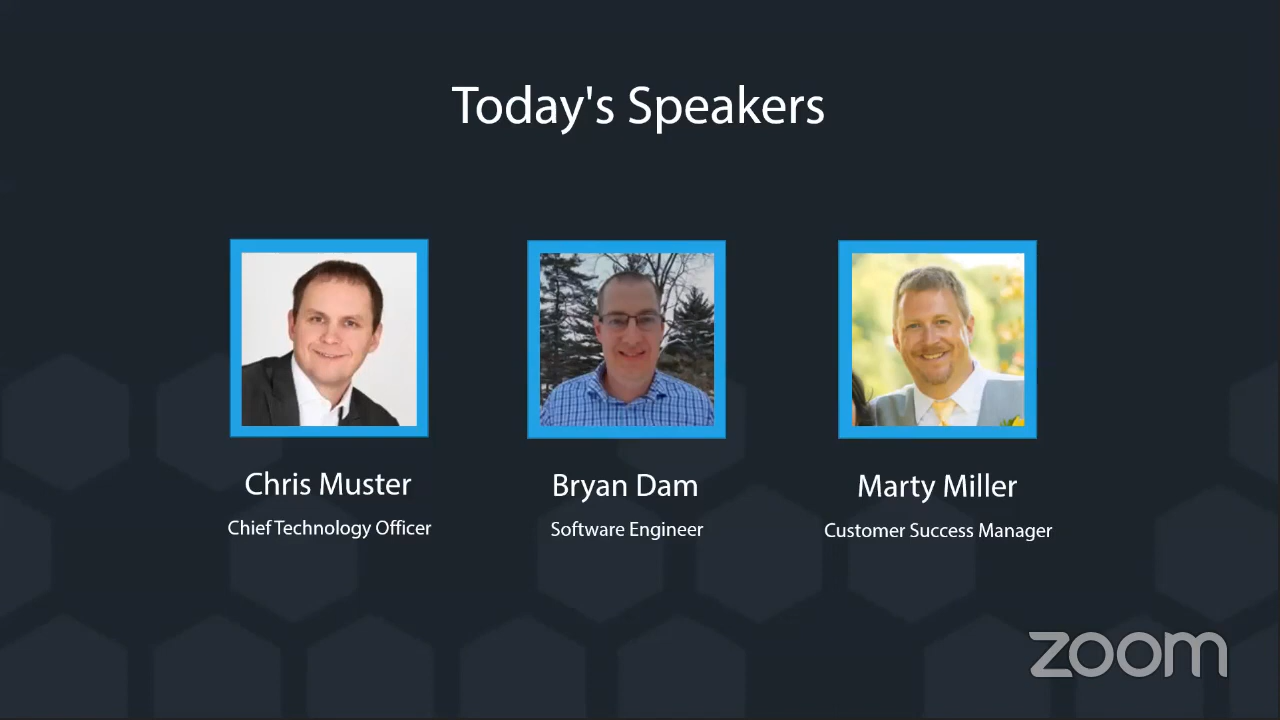 Today's Speakers
Chris Muster
Bryan Dam
Marty Miller
Chief Technology Officer
Software Engineer
Customer Success Manager
zoom